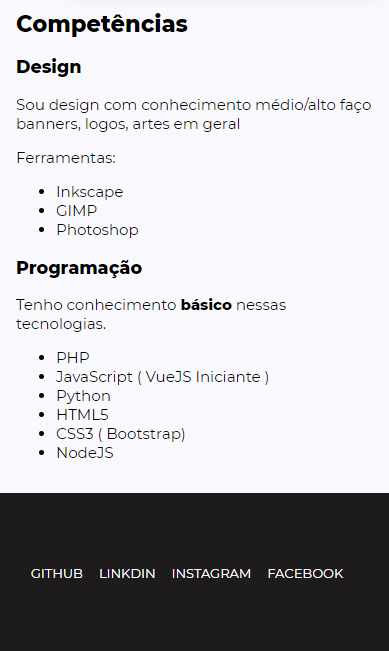 Competências
Design
Sou design com conhecimento médio/alto faço
banners, logos, artes em geral
Ferramentas:
• Inkscape
• GIMP
• Photoshop
Programação
Tenho conhecimento básico nessas
tecnologias.
• PHP
• JavaScript ( VueJS Iniciante )
• Python
• HTML5
• CSS3 ( Bootstrap)
• NodeJS
GITHUB LINKDIN INSTAGRAM FACEBOOK